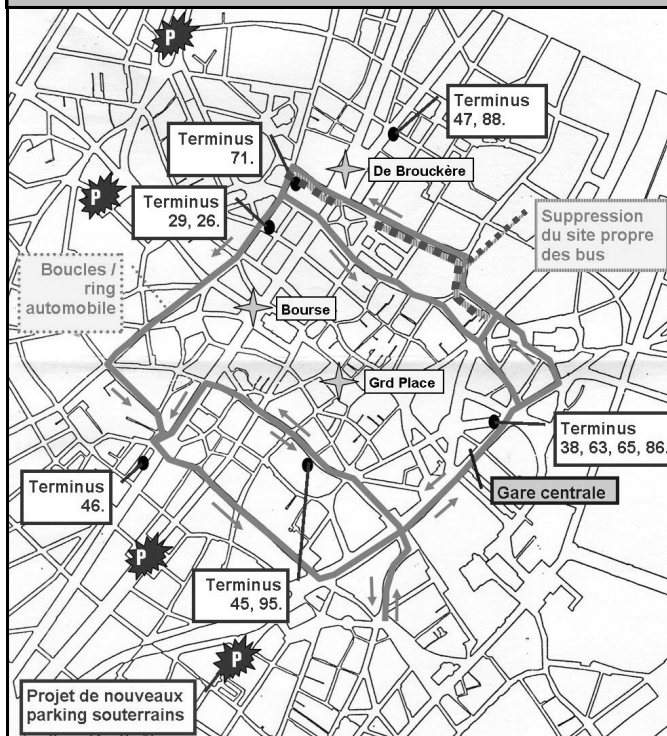 P
Terminus
47, 88.
Terminus
71.
De Brouckère
P
Terminus
29, 26.
Suppression
du site propre
des bus
Boucles /
ring
automobile
Bourse
Grd Place
Terminus
38, 63, 65, 86.
Terminus
46.
Gare centrale
P
Terminus
45, 95.
P
Projet de nouveaux
parking souterrains